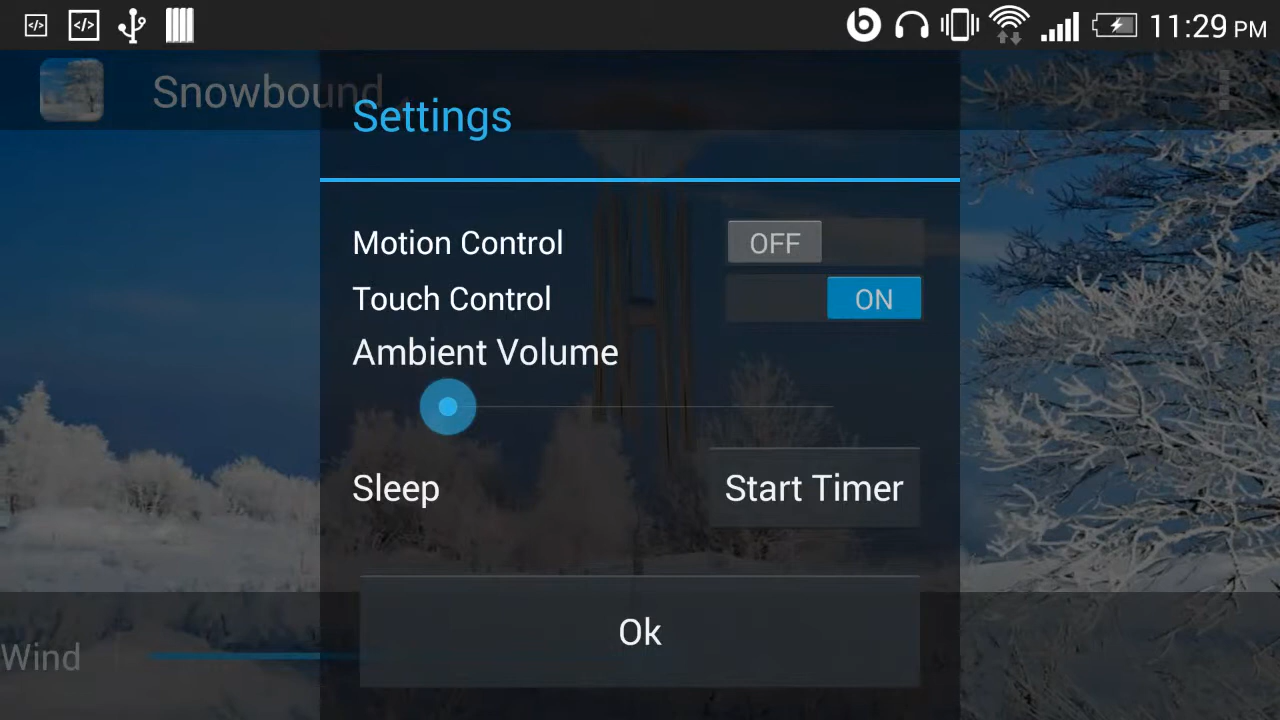 11:29 PM
Snowbound
Settings
Motion Control OFF
Touch Control ON
Ambient Volume
Sleep Start Timer
Ok
Wind